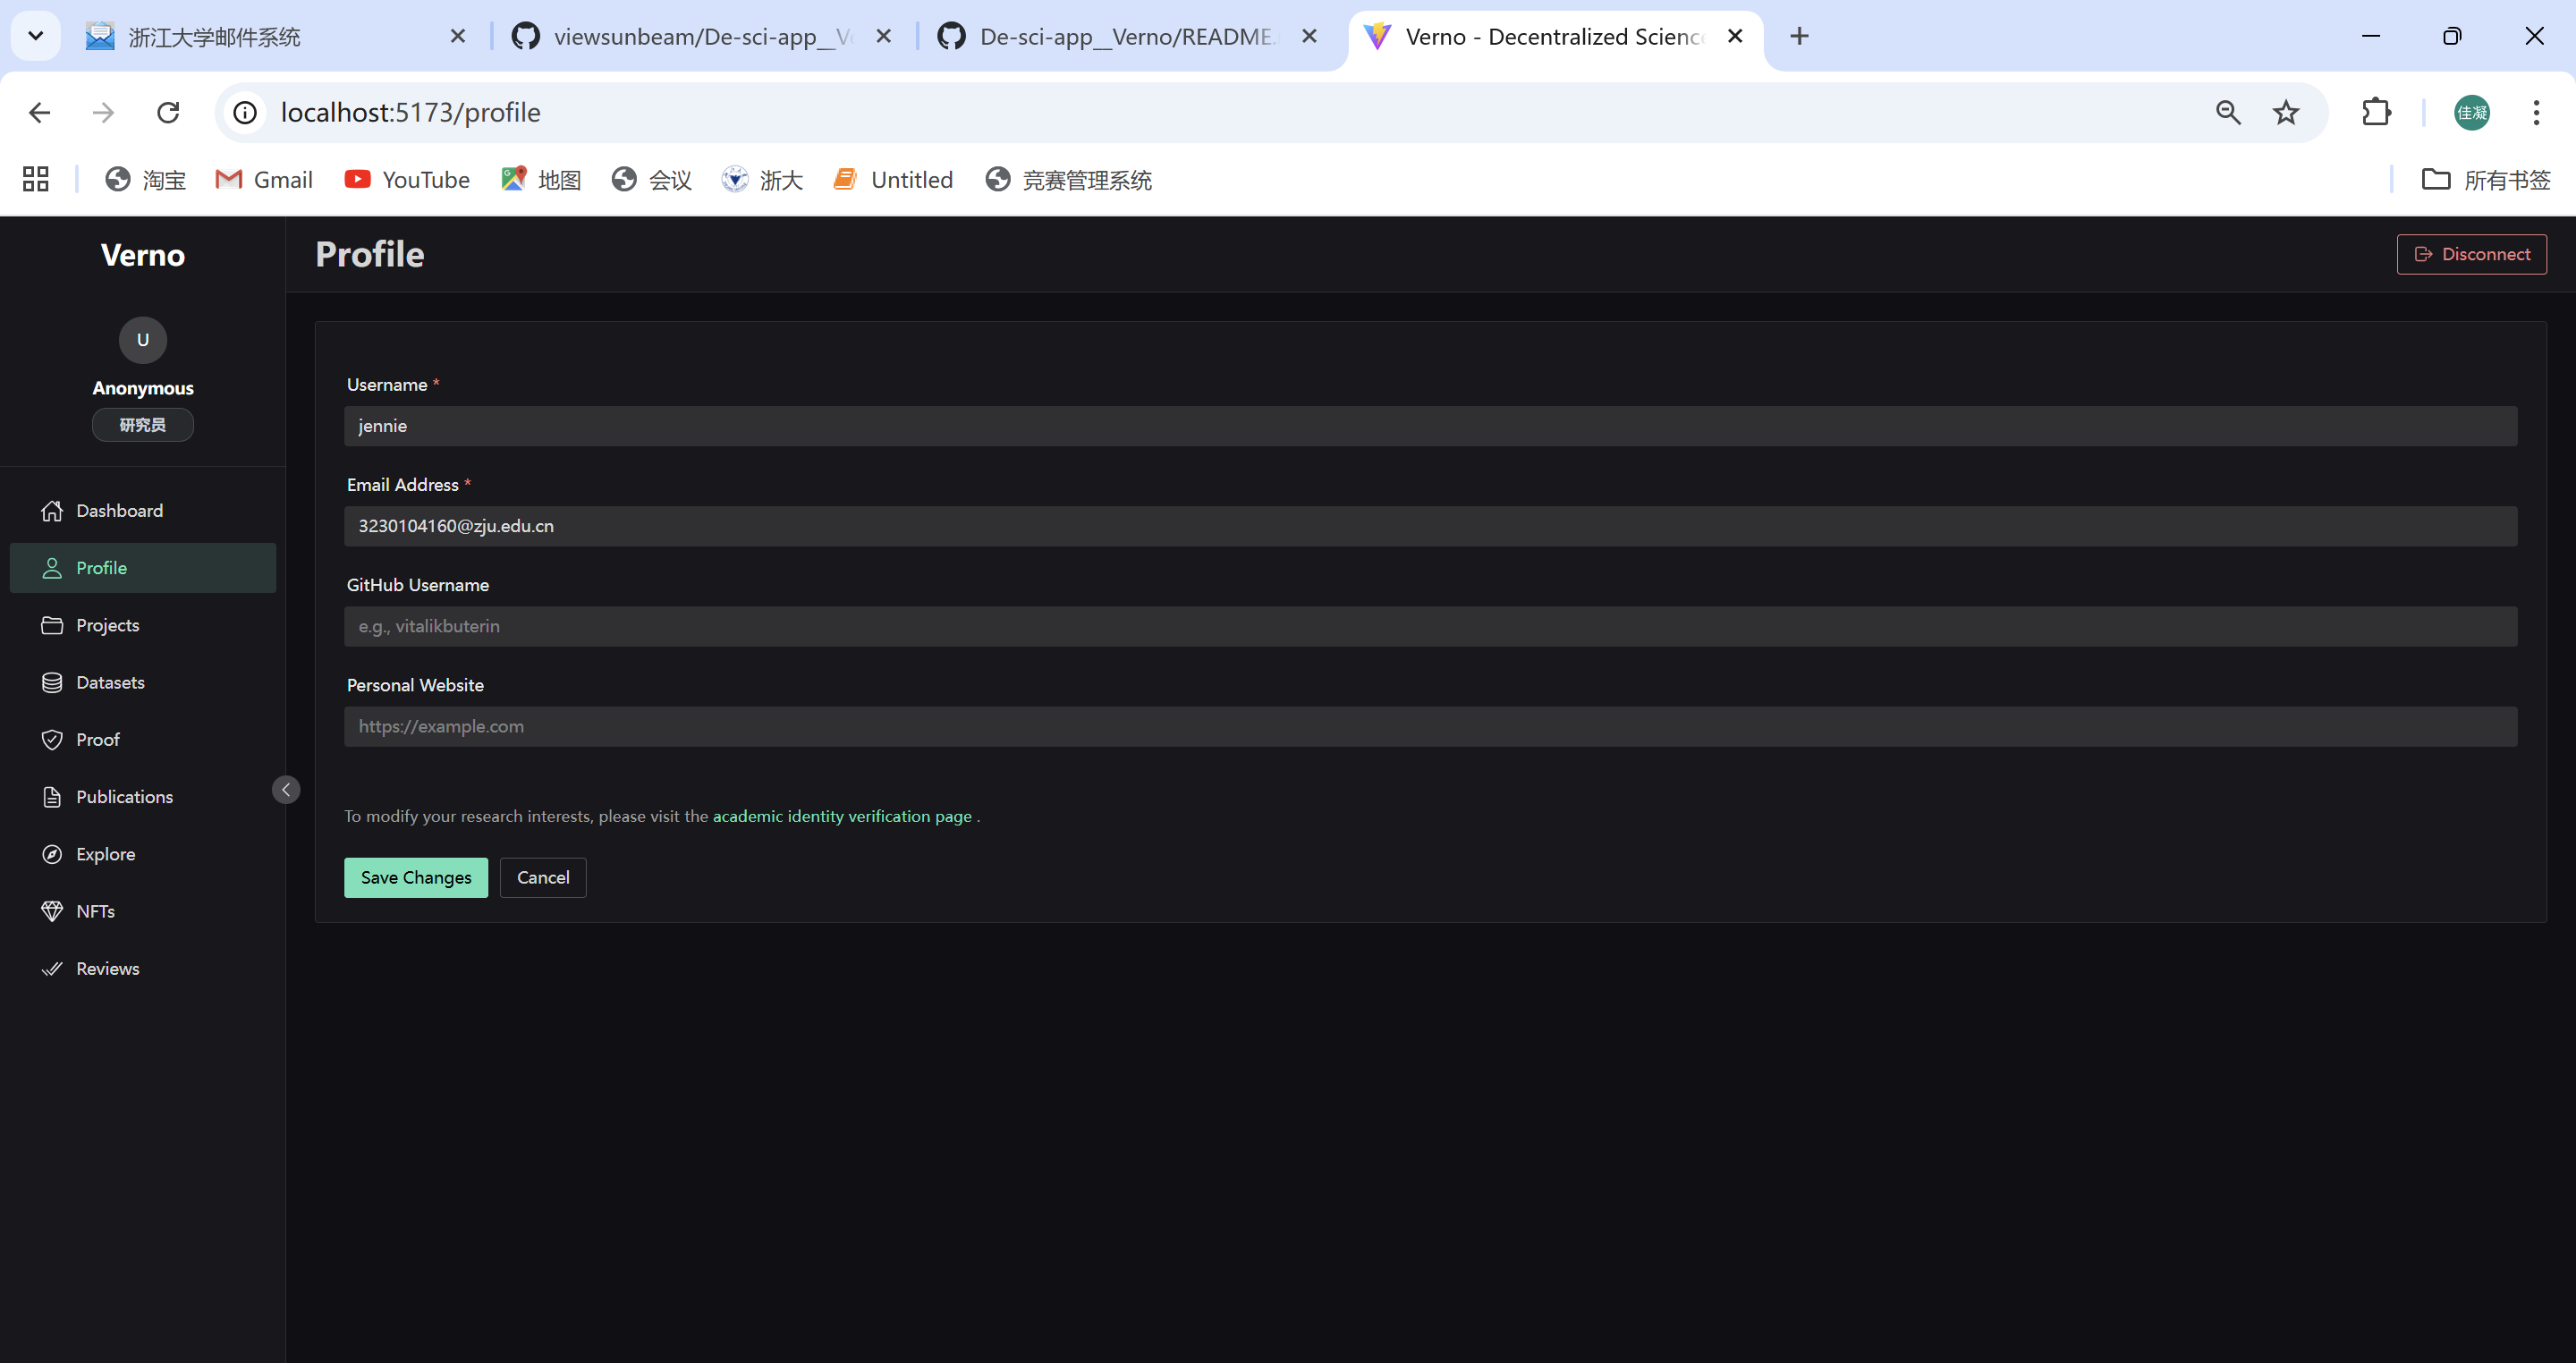 浙江大学邮件系统
viewsunbeam/De-sci-app__Ve
De-sci-app__Verno/README.
Verno - Decentralized Science
localhost:5173/profile
佳凝
淘宝
Gmail
YouTube
地图
会议
浙大
Untitled
竞赛管理系统
所有书签
Verno
Profile
Disconnect
U
Anonymous
研究员
Dashboard
Profile
Projects
Datasets
Proof
Publications
Explore
NFTs
Reviews
Username *
jennie
Email Address *
3230104160@zju.edu.cn
GitHub Username
e.g., vitalikbuterin
Personal Website
https://example.com
To modify your research interests, please visit the academic identity verification page .
Save Changes
Cancel